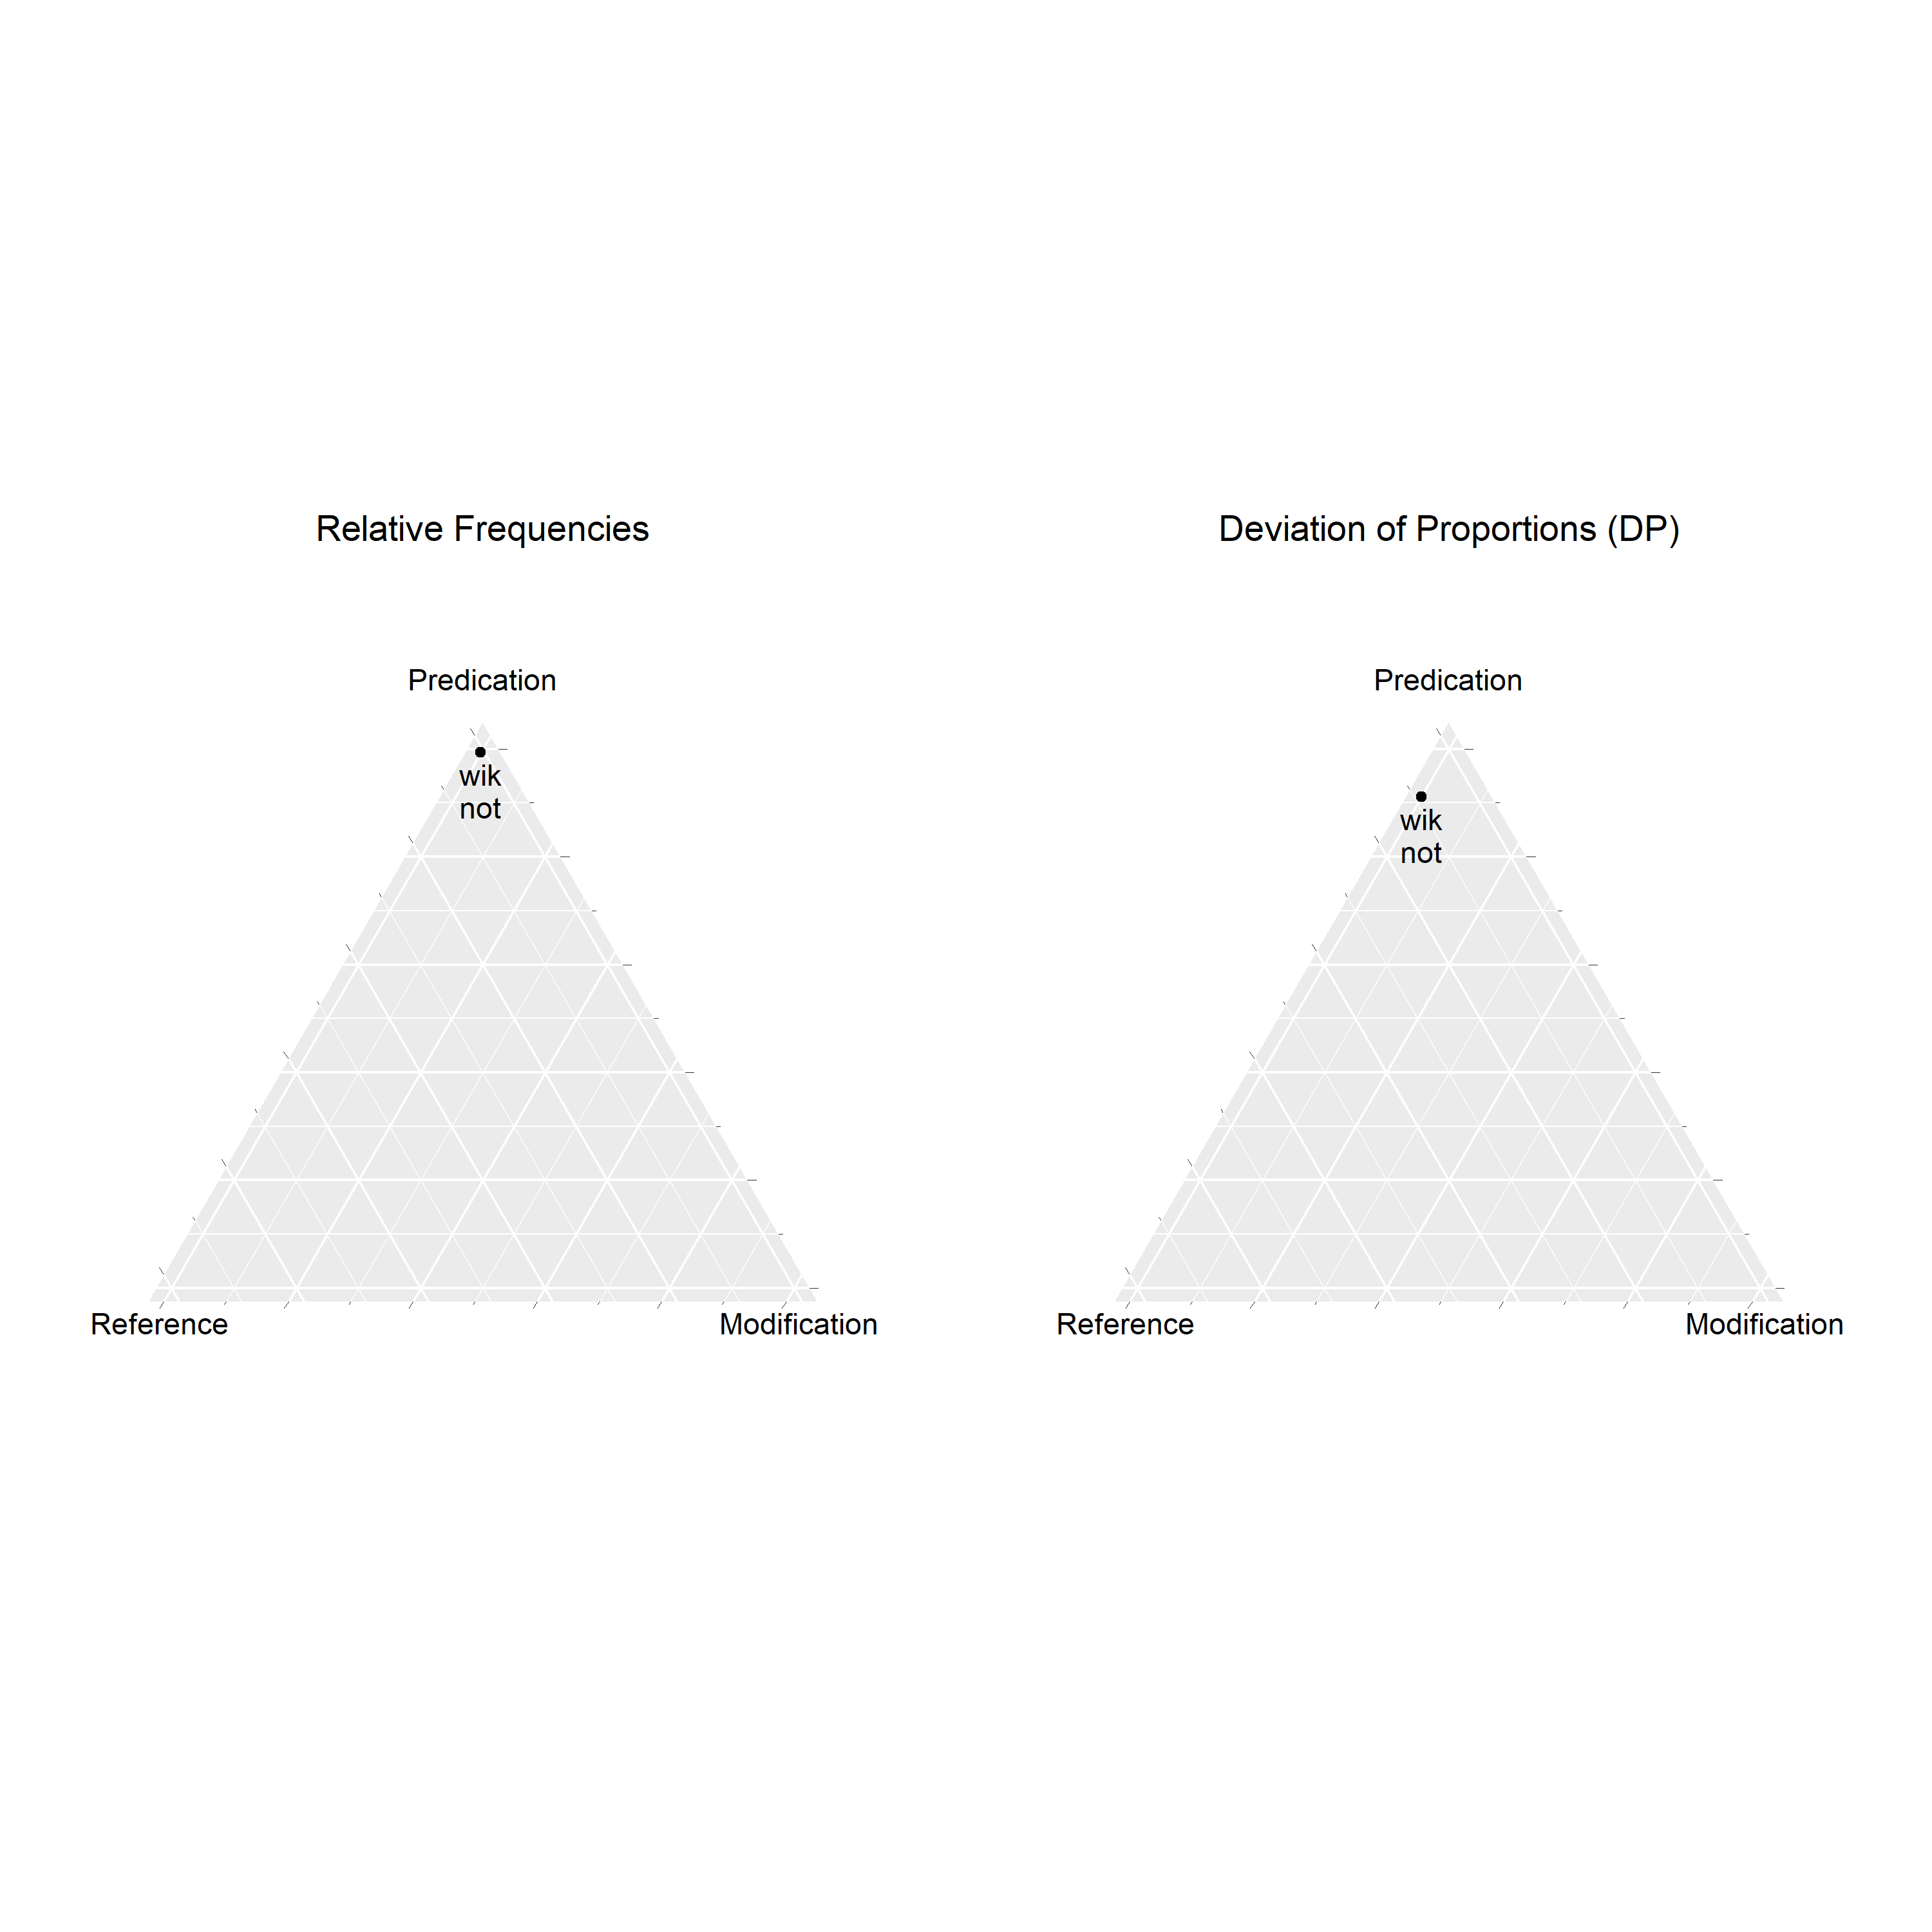 Relative Frequencies
Predication
wik
not
Reference
Modification
Deviation of Proportions (DP)
Predication
wik
not
Reference
Modification